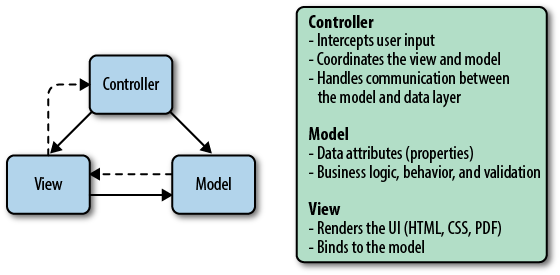 Controller
View
Model
Controller
- Intercepts user input
- Coordinates the view and model
- Handles communication between
the model and data layer
Model
- Data attributes (properties)
- Business logic, behavior, and validation
View
- Renders the UI (HTML, CSS, PDF)
- Binds to the model